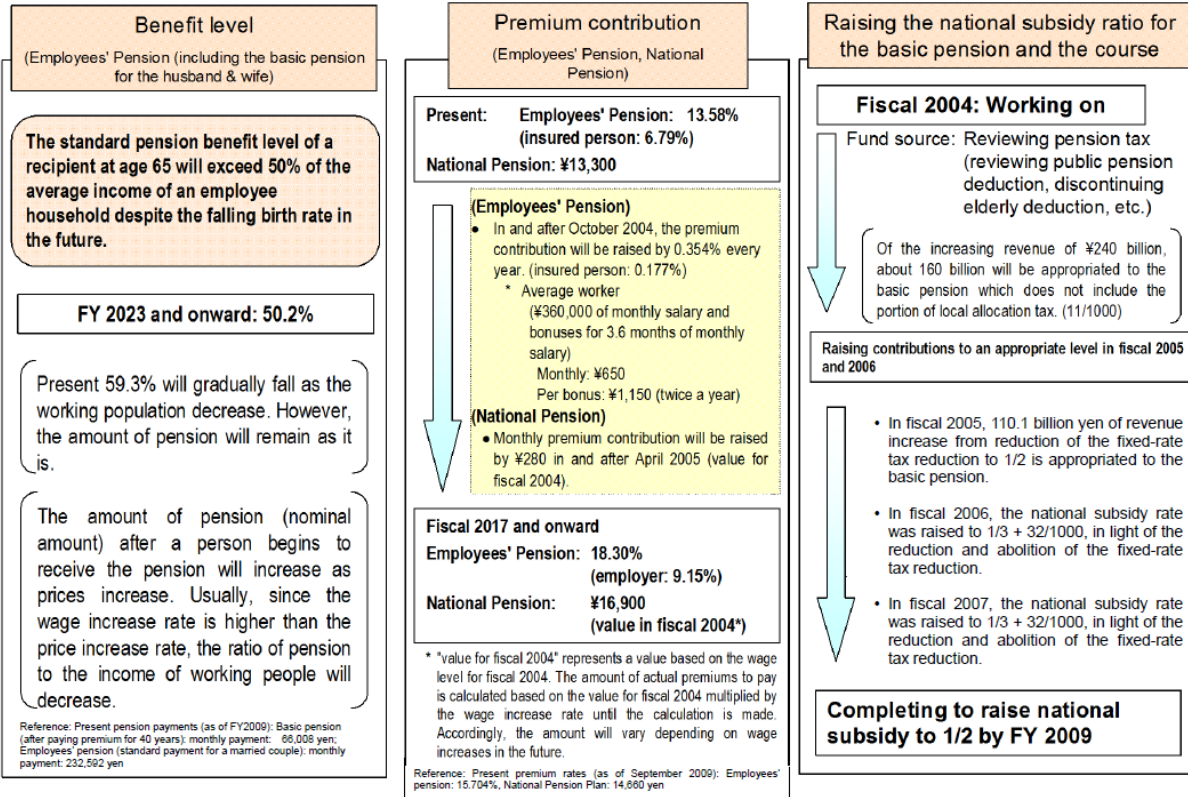 Benefit level
(Employees' Pension (including the basic pension
for the husband & wife)
The standard pension benefit level of a
recipient at age 65 will exceed 50% of the
average income of an employee
household despite the falling birth rate in
the future.
FY 2023 and onward: 50.2%
Present 59.3% will gradually fall as the
working population decrease. However,
the amount of pension will remain as it
is.
The amount of pension (nominal
amount) after a person begins to
receive the pension will increase as
prices increase. Usually, since the
wage increase rate is higher than the
price increase rate, the ratio of pension
to the income of working people will
decrease.
Reference: Present pension payments (as of FY2009): Basic pension
(after paying premium for 40 years): monthly payment: 66,008 yen;
Employees' pension (standard payment for a married couple): monthly
payment: 232,592 yen
Premium contribution
(Employees' Pension, National
Pension)
Present: Employees' Pension: 13.58%
(insured person: 6.79%)
National Pension: ¥13,300
(Employees' Pension)
● In and after October 2004, the premium
contribution will be raised by 0.354% every
year. (insured person: 0.177%)
* Average worker
(¥360,000 of monthly salary and
bonuses for 3.6 months of monthly
salary)
Monthly: ¥650
Per bonus: ¥1,150 (twice a year)
(National Pension)
● Monthly premium contribution will be raised
by ¥280 in and after April 2005 (value for
fiscal 2004).
Fiscal 2017 and onward
Employees' Pension: 18.30%
(employer: 9.15%)
National Pension: ¥16,900
(value in fiscal 2004*)
* "value for fiscal 2004" represents a value based on the wage
level for fiscal 2004. The amount of actual premiums to pay
is calculated based on the value for fiscal 2004 multiplied by
the wage increase rate until the calculation is made.
Accordingly, the amount will vary depending on wage
increases in the future.
Reference: Present premium rates (as of September 2009): Employees'
pension: 15.704%, National Pension Plan: 14,660 yen
Raising the national subsidy ratio for
the basic pension and the course
Fiscal 2004: Working on
Fund source: Reviewing pension tax
(reviewing public pension
deduction, discontinuing
elderly deduction, etc.)
Of the increasing revenue of ¥240 billion,
about 160 billion will be appropriated to the
basic pension which does not include the
portion of local allocation tax. (11/1000)
Raising contributions to an appropriate level in fiscal 2005
and 2006
• In fiscal 2005, 110.1 billion yen of revenue
increase from reduction of the fixed-rate
tax reduction to 1/2 is appropriated to the
basic pension.
• In fiscal 2006, the national subsidy rate
was raised to 1/3 + 32/1000, in light of the
reduction and abolition of the fixed-rate
tax reduction.
• In fiscal 2007, the national subsidy rate
was raised to 1/3 + 32/1000, in light of the
reduction and abolition of the fixed-rate
tax reduction.
Completing to raise national
subsidy to 1/2 by FY 2009